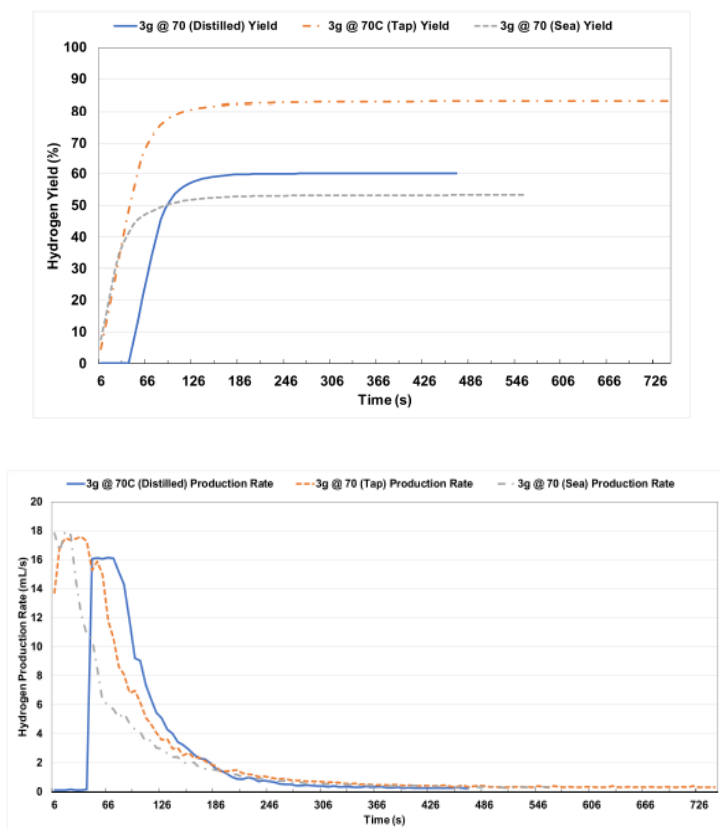 3g @ 70 (Distilled) Yield 3g @ 70C (Tap) Yield 3g @ 70 (Sea) Yield
100
90
80
70
60
50
40
30
20
10
0
Hydrogen Yield (%)
6 66 126 186 246 306 366 426 486 546 606 666 726
Time (s)
3g @ 70C (Distilled) Production Rate 3g @ 70 (Tap) Production Rate 3g @ 70 (Sea) Production Rate
20
18
16
14
12
10
8
6
4
2
0
Hydrogen Production Rate (mL/s)
6 66 126 186 246 306 366 426 486 546 606 666 726
Time (s)